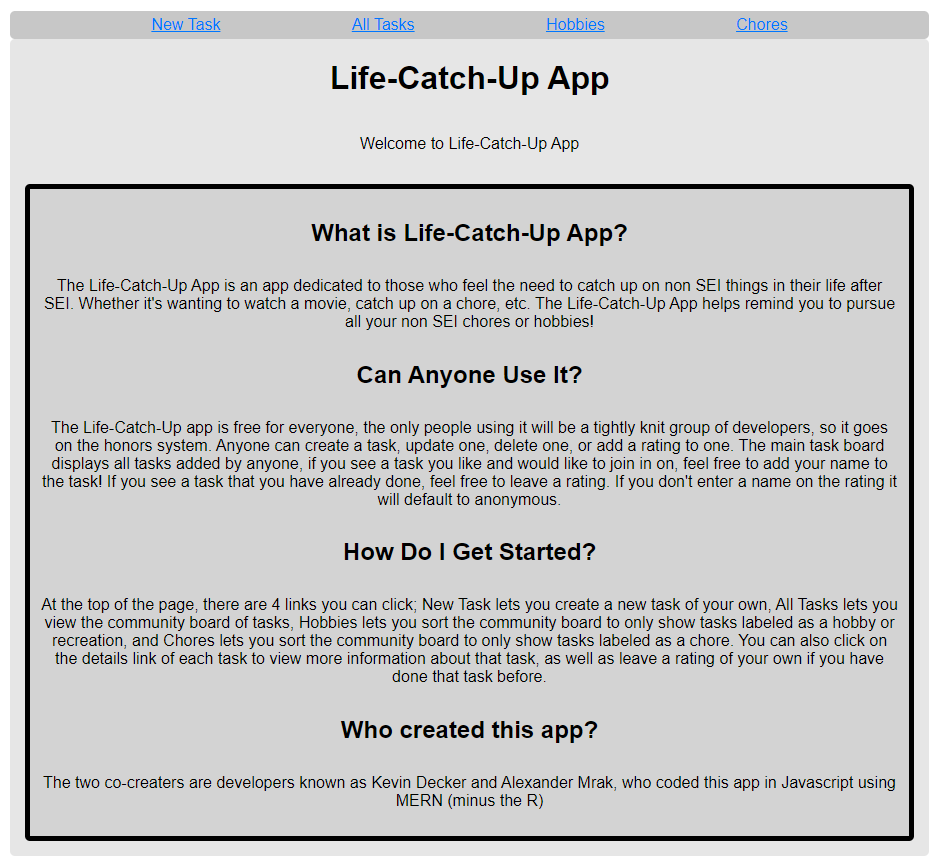 New Task All Tasks Hobbies Chores
Life-Catch-Up App
Welcome to Life-Catch-Up App
What is Life-Catch-Up App?
The Life-Catch-Up App is an app dedicated to those who feel the need to catch up on non SEI things in their life after
SEI. Whether it's wanting to watch a movie, catch up on a chore, etc. The Life-Catch-Up App helps remind you to pursue
all your non SEI chores or hobbies!
Can Anyone Use It?
The Life-Catch-Up app is free for everyone, the only people using it will be a tightly knit group of developers, so it goes
on the honors system. Anyone can create a task, update one, delete one, or add a rating to one. The main task board
displays all tasks added by anyone, if you see a task you like and would like to join in on, feel free to add your name to
the task! If you see a task that you have already done, feel free to leave a rating. If you don't enter a name on the rating it
will default to anonymous.
How Do I Get Started?
At the top of the page, there are 4 links you can click; New Task lets you create a new task of your own, All Tasks lets you
view the community board of tasks, Hobbies lets you sort the community board to only show tasks labeled as a hobby or
recreation, and Chores lets you sort the community board to only show tasks labeled as a chore. You can also click on
the details link of each task to view more information about that task, as well as leave a rating of your own if you have
done that task before.
Who created this app?
The two co-creaters are developers known as Kevin Decker and Alexander Mrak, who coded this app in Javascript using
MERN (minus the R)